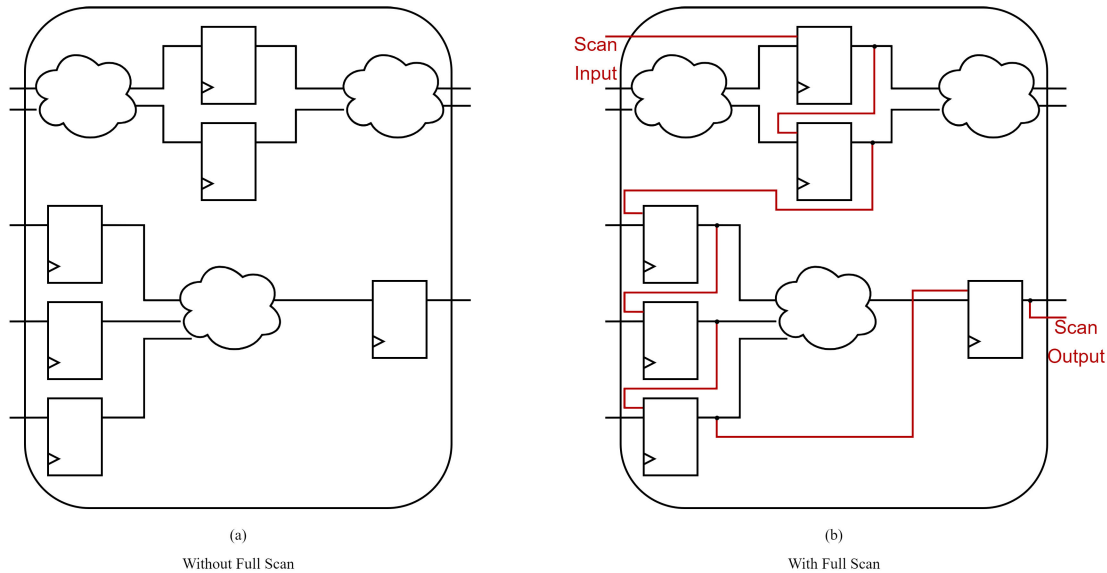 Scan
Input
Scan
Output
(a)
Without Full Scan
(b)
With Full Scan